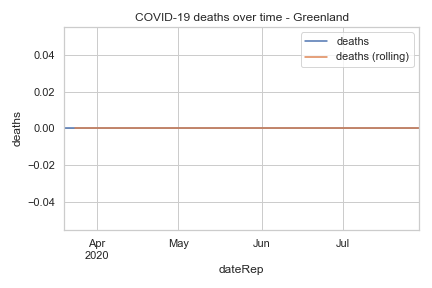 COVID-19 deaths over time - Greenland
deaths
deaths (rolling)
0.04
0.02
0.00
−0.02
−0.04
deaths
Apr
2020
May
Jun
Jul
dateRep